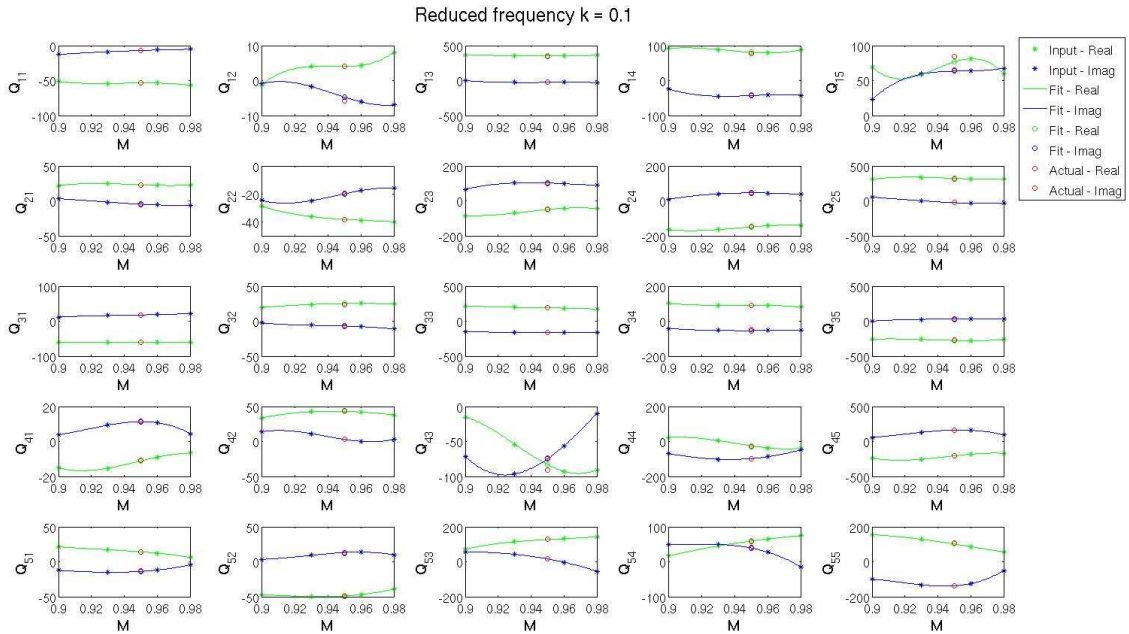 Reduced frequency k = 0.1
Q11
0
-50
-100
0.9 0.92 0.94 0.96 0.98
M
Q12
10
0
-10
0.9 0.92 0.94 0.96 0.98
M
Q13
500
0
-500
0.9 0.92 0.94 0.96 0.98
M
Q14
100
0
-100
0.9 0.92 0.94 0.96 0.98
M
Q15
100
50
0
0.9 0.92 0.94 0.96 0.98
M
Input - Real
Input - Imag
Fit - Real
Fit - Imag
Fit - Real
Fit - Imag
Actual - Real
Actual - Imag
Q21
50
0
-50
0.9 0.92 0.94 0.96 0.98
M
Q22
0
-20
-40
0.9 0.92 0.94 0.96 0.98
M
Q23
200
0
-200
0.9 0.92 0.94 0.96 0.98
M
Q24
200
0
-200
0.9 0.92 0.94 0.96 0.98
M
Q25
500
0
-500
0.9 0.92 0.94 0.96 0.98
M
Q31
100
0
-100
0.9 0.92 0.94 0.96 0.98
M
Q32
50
0
-50
0.9 0.92 0.94 0.96 0.98
M
Q33
500
0
-500
0.9 0.92 0.94 0.96 0.98
M
Q34
200
0
-200
0.9 0.92 0.94 0.96 0.98
M
Q35
500
0
-500
0.9 0.92 0.94 0.96 0.98
M
Q41
20
0
-20
0.9 0.92 0.94 0.96 0.98
M
Q42
50
0
-50
0.9 0.92 0.94 0.96 0.98
M
Q43
0
-50
-100
0.9 0.92 0.94 0.96 0.98
M
Q44
200
0
-200
0.9 0.92 0.94 0.96 0.98
M
Q45
500
0
-500
0.9 0.92 0.94 0.96 0.98
M
Q51
50
0
-50
0.9 0.92 0.94 0.96 0.98
M
Q52
50
0
-50
0.9 0.92 0.94 0.96 0.98
M
Q53
200
0
-200
0.9 0.92 0.94 0.96 0.98
M
Q54
100
0
-100
0.9 0.92 0.94 0.96 0.98
M
Q55
200
0
-200
0.9 0.92 0.94 0.96 0.98
M